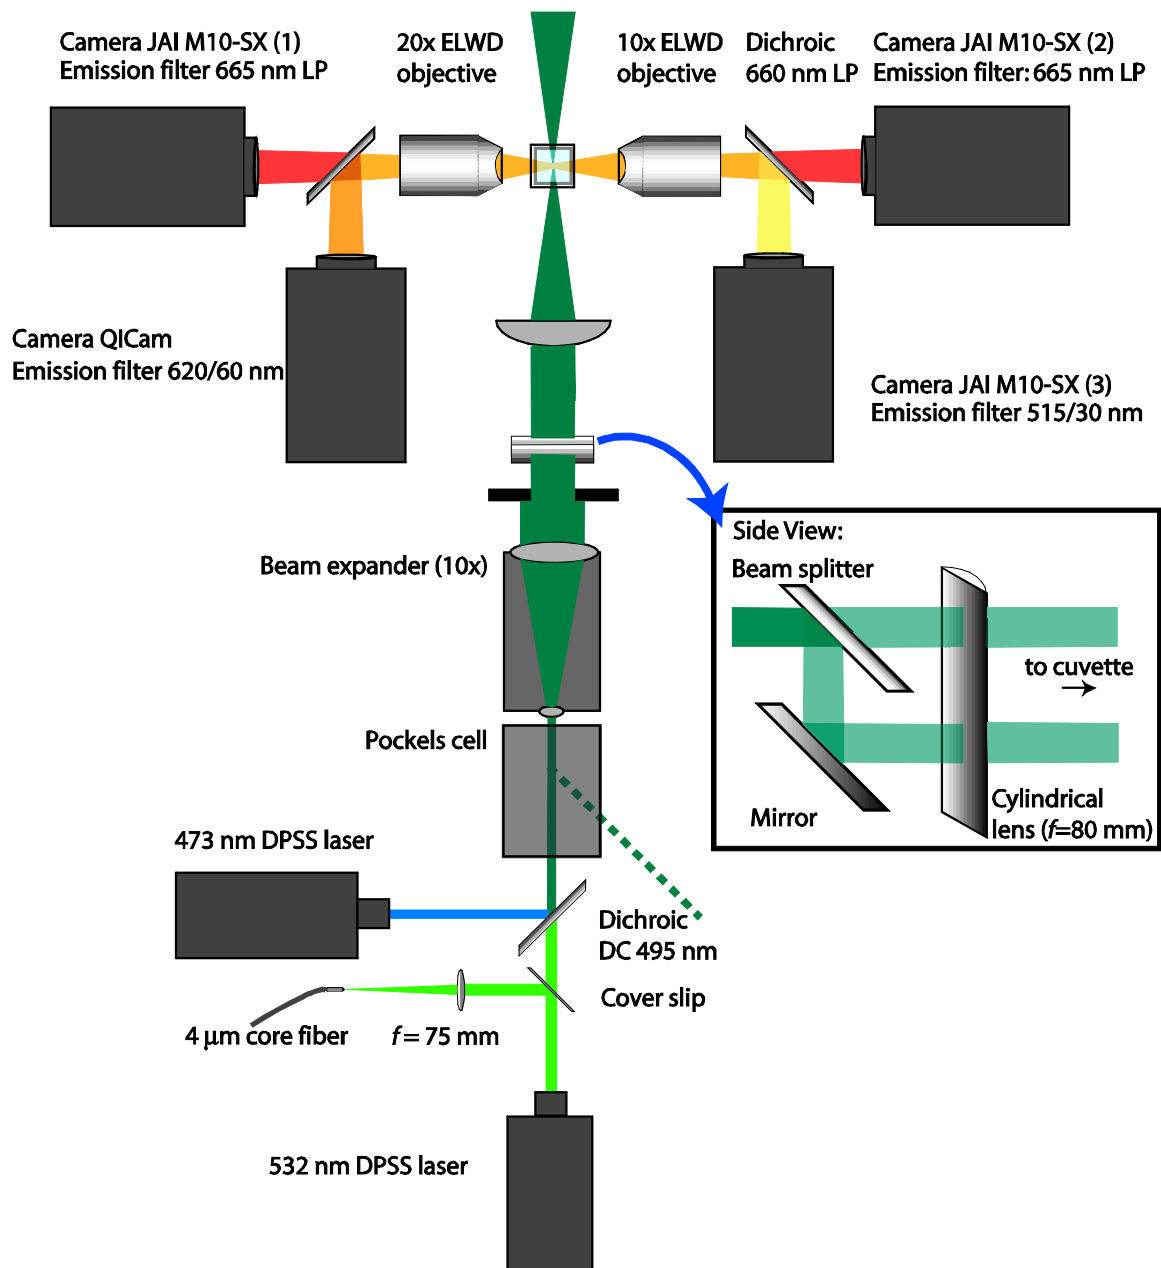 Camera JAI M10-SX (1)
Emission filter 665 nm LP
20x ELWD
objective
10x ELWD
objective
Dichroic
660 nm LP
Camera JAI M10-SX (2)
Emission filter: 665 nm LP
Camera QICam
Emission filter 620/60 nm
Camera JAI M10-SX (3)
Emission filter 515/30 nm
Side View:
Beam splitter
to cuvette
Mirror
Cylindrical
lens (f=80 mm)
Beam expander (10x)
Pockels cell
473 nm DPSS laser
Dichroic
DC 495 nm
Cover slip
4 μm core fiber
f = 75 mm
532 nm DPSS laser